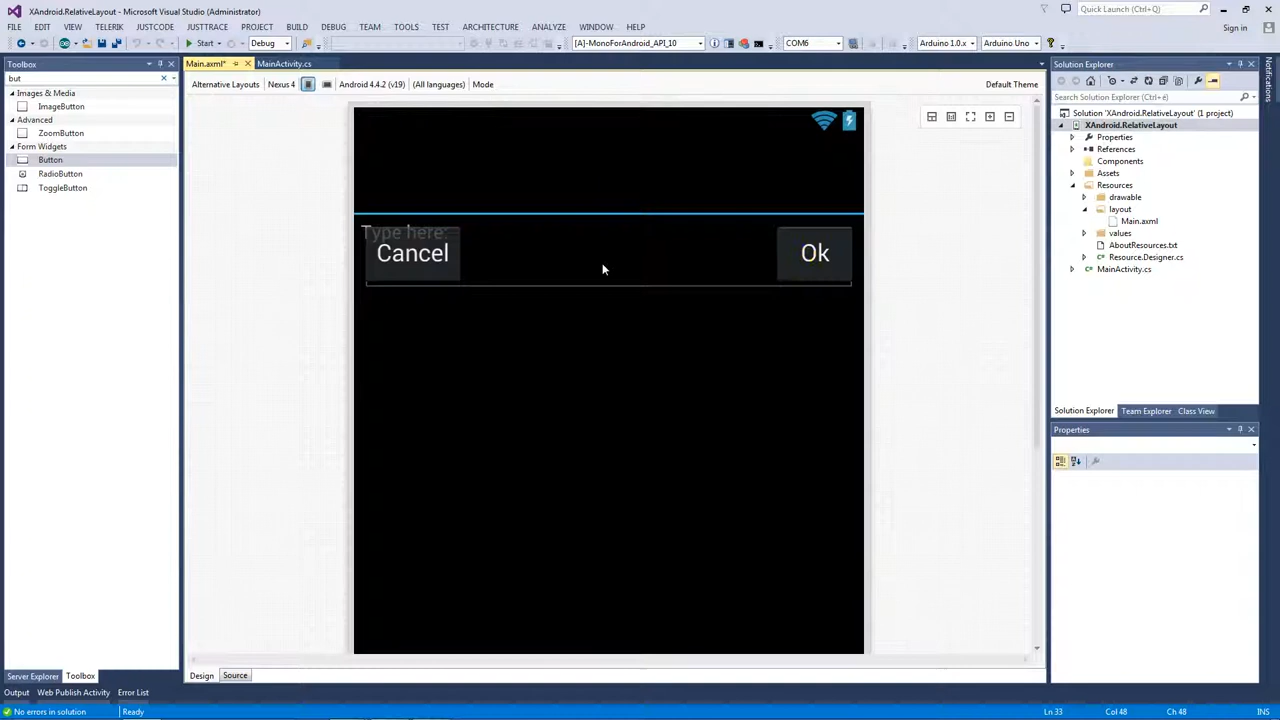 XAndroid.RelativeLayout - Microsoft Visual Studio (Administrator)
Quick Launch (Ctrl+Q)
FILE EDIT VIEW TELERIK JUSTCODE JUSTTRACE PROJECT BUILD DEBUG TEAM TOOLS TEST ARCHITECTURE ANALYZE WINDOW HELP
Sign in
Start Debug [A]-MonoForAndroid_API_10 COM6 Arduino 1.0.x Arduino Uno
Toolbox
but
Images & Media
ImageButton
Advanced
ZoomButton
Form Widgets
Button
RadioButton
ToggleButton
Server Explorer Toolbox
Main.axml* MainActivity.cs
Alternative Layouts Nexus 4 Android 4.4.2 (v19) (All languages) Mode Default Theme
Type here:
Cancel Ok
Design Source
Solution Explorer
Search Solution Explorer (Ctrl+č)
Solution 'XAndroid.RelativeLayout' (1 project)
XAndroid.RelativeLayout
Properties
References
Components
Assets
Resources
drawable
layout
Main.axml
values
AboutResources.txt
Resource.Designer.cs
MainActivity.cs
Solution Explorer Team Explorer Class View
Properties
Notifications
Output Web Publish Activity Error List
No errors in solution Ready Ln 33 Col 48 Ch 48 INS